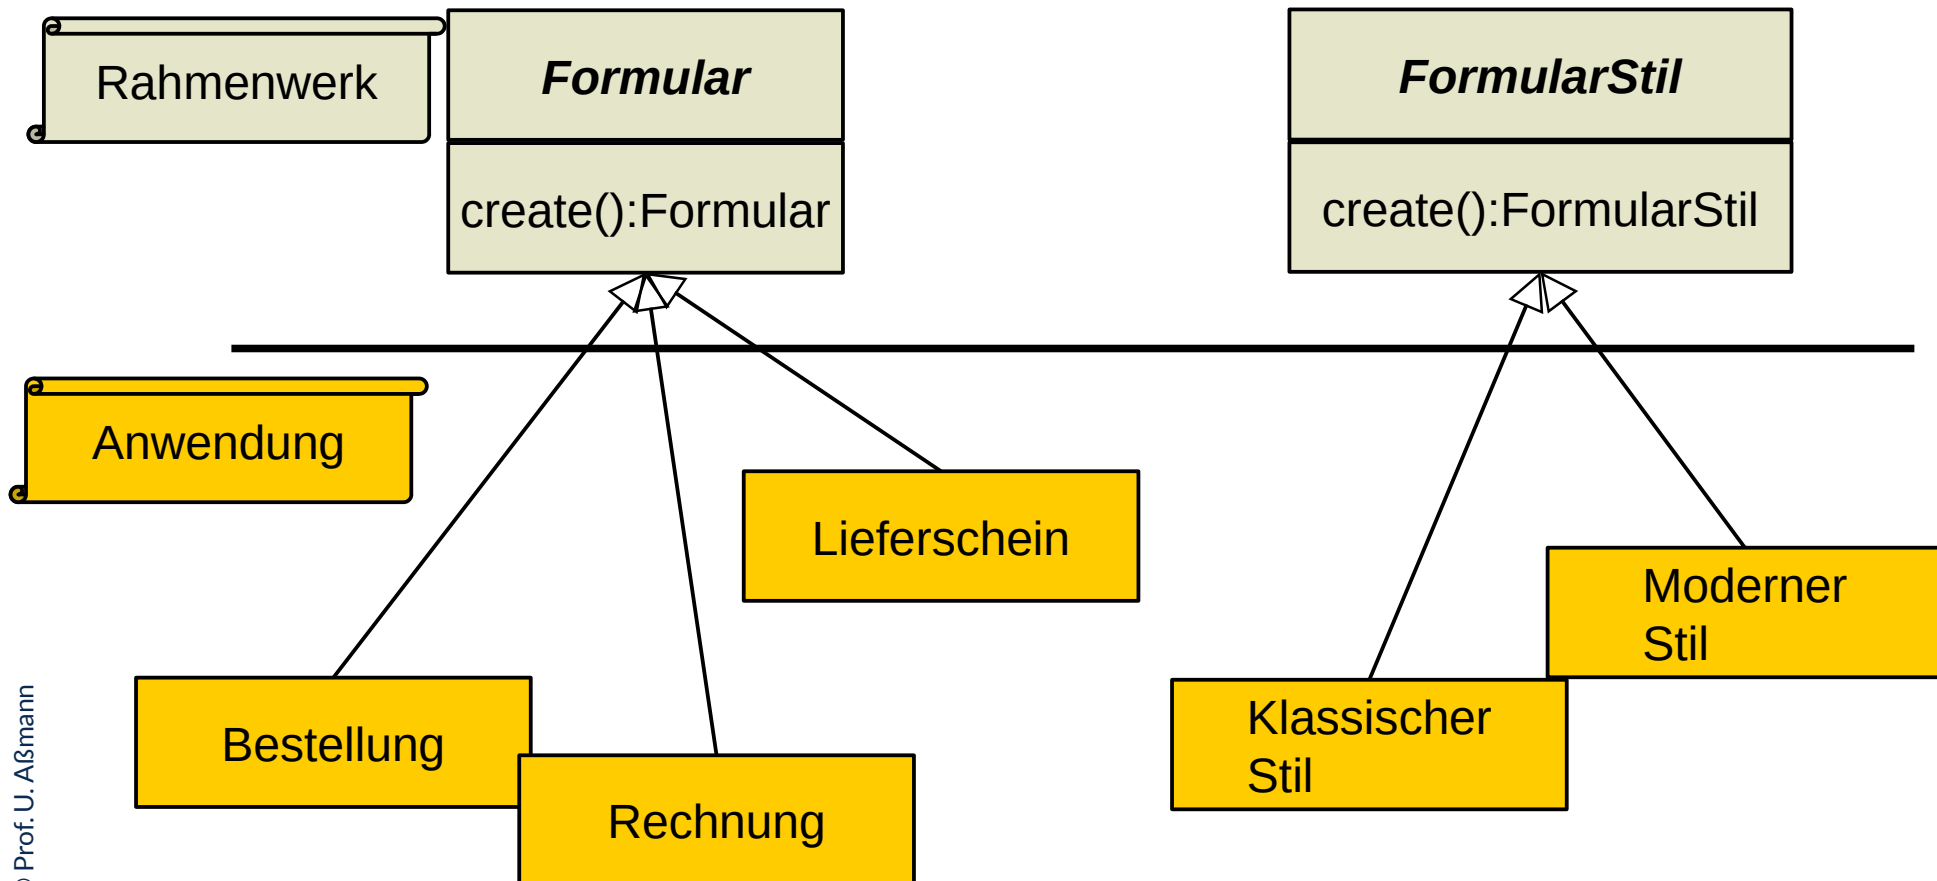 Rahmenwerk
Formular
create():Formular
FormularStil
create():FormularStil
Anwendung
Lieferschein
Moderner
Stil
Bestellung
Klassischer
Stil
Rechnung
© Prof. U. Aßmann